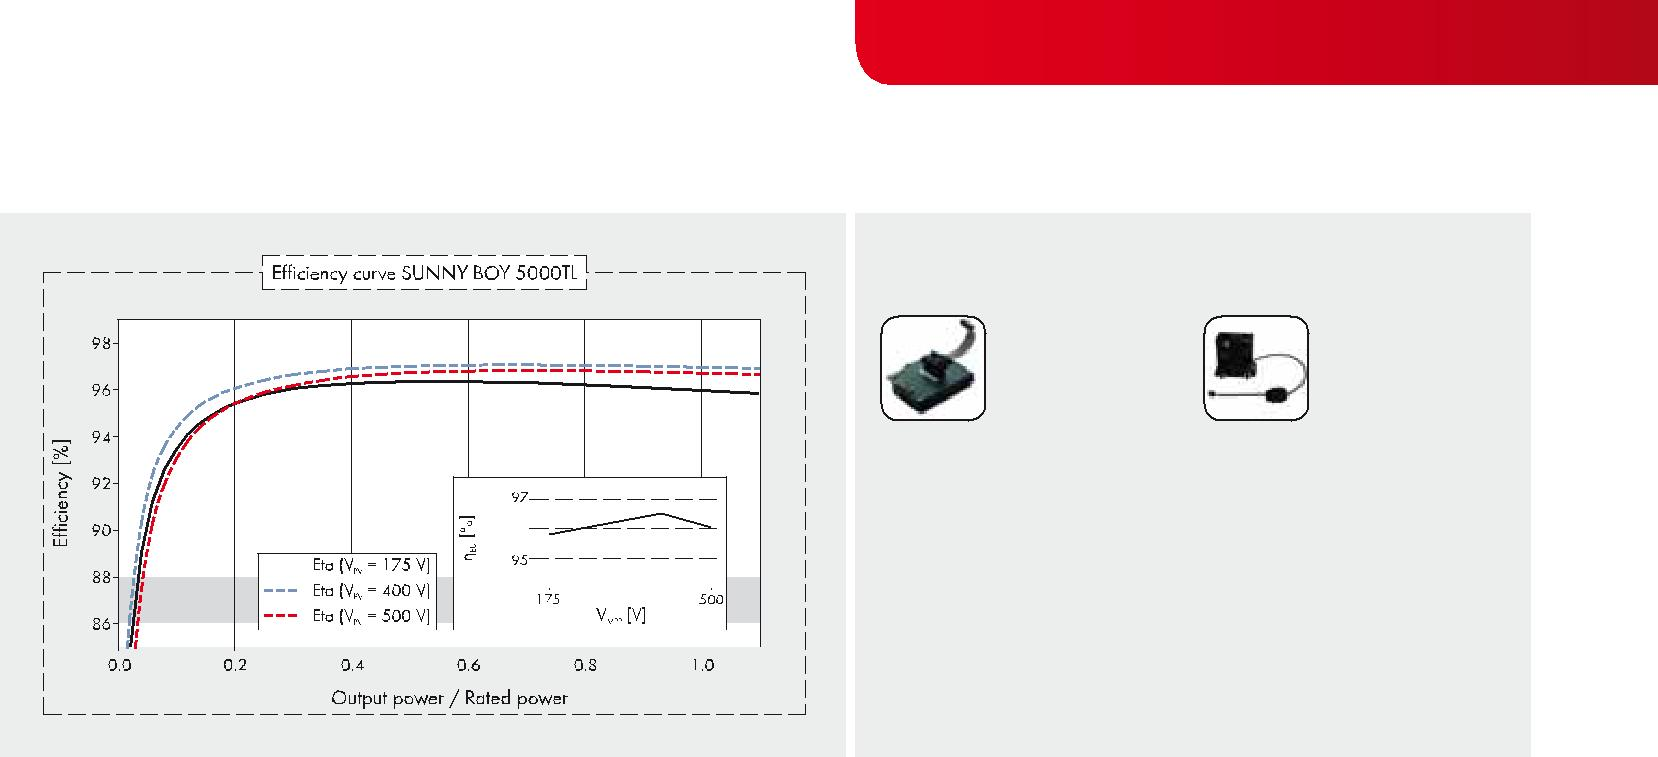 Efficiency curve SUNNY BOY 5000TL
98
96
94
92
90
88
86
Efficiency [%]
0.0 0.2 0.4 0.6 0.8 1.0
Output power / Rated power
Eta (V = 175 V)
Eta (V = 400 V)
Eta (V = 500 V)
97
95
175 500
[V]